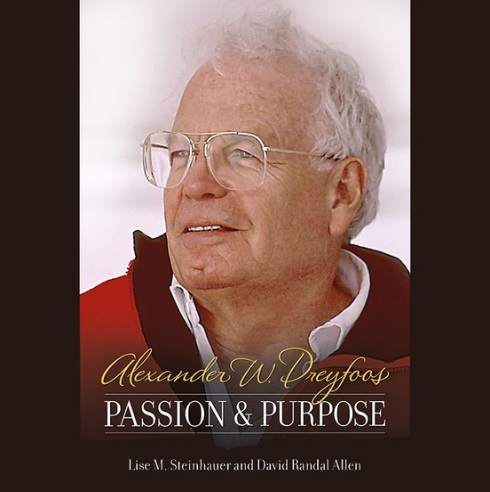 Alexander W. Dreyfoos
PASSION & PURPOSE
Lise M. Steinhauer and David Randal Allen